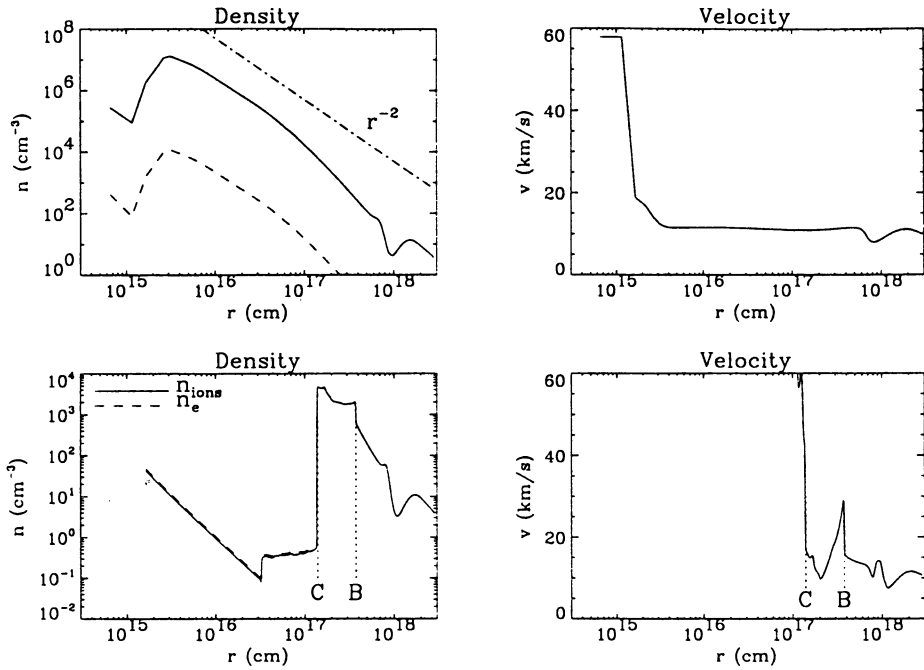 Density
10^8
10^6
10^4
10^2
10^0
n (cm^-3)
r^-2
10^15 10^16 10^17 10^18
r (cm)
Velocity
60
40
20
0
v (km/s)
10^15 10^16 10^17 10^18
r (cm)
Density
10^4
10^3
10^2
10^1
10^0
10^-1
10^-2
n (cm^-3)
n_ions
n_e
C B
10^15 10^16 10^17 10^18
r (cm)
Velocity
60
40
20
0
v (km/s)
C B
10^15 10^16 10^17 10^18
r (cm)